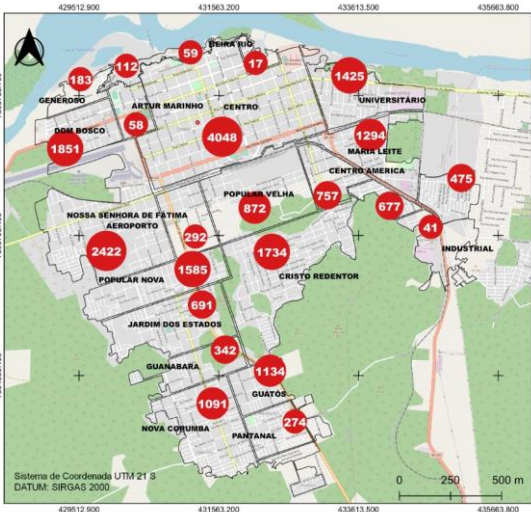 429512.900 431563.200 433613.500 435663.800
BEIRA RIO
59
17
112
183
1425
GENEROSO
ARTUR MARINHO
CENTRO
UNIVERSITÁRIO
DOM BOSCO
58
4048
1294
1851
MARIA LEITE
CENTRO AMERICA
475
POPULAR VELHA
757
677
872
NOSSA SENHORA DE FÁTIMA
AEROPORTO
292
41
2422
1734
INDUSTRIAL
1585
POPULAR NOVA
CRISTO REDENTOR
691
JARDIM DOS ESTADOS
342
GUANABARA
1134
GUATÓS
1091
274
NOVA CORUMBA
PANTANAL
Sistema de Coordenada UTM 21 S
DATUM: SIRGAS 2000
0 250 500 m
429512.900 431563.200 433613.500 435663.800